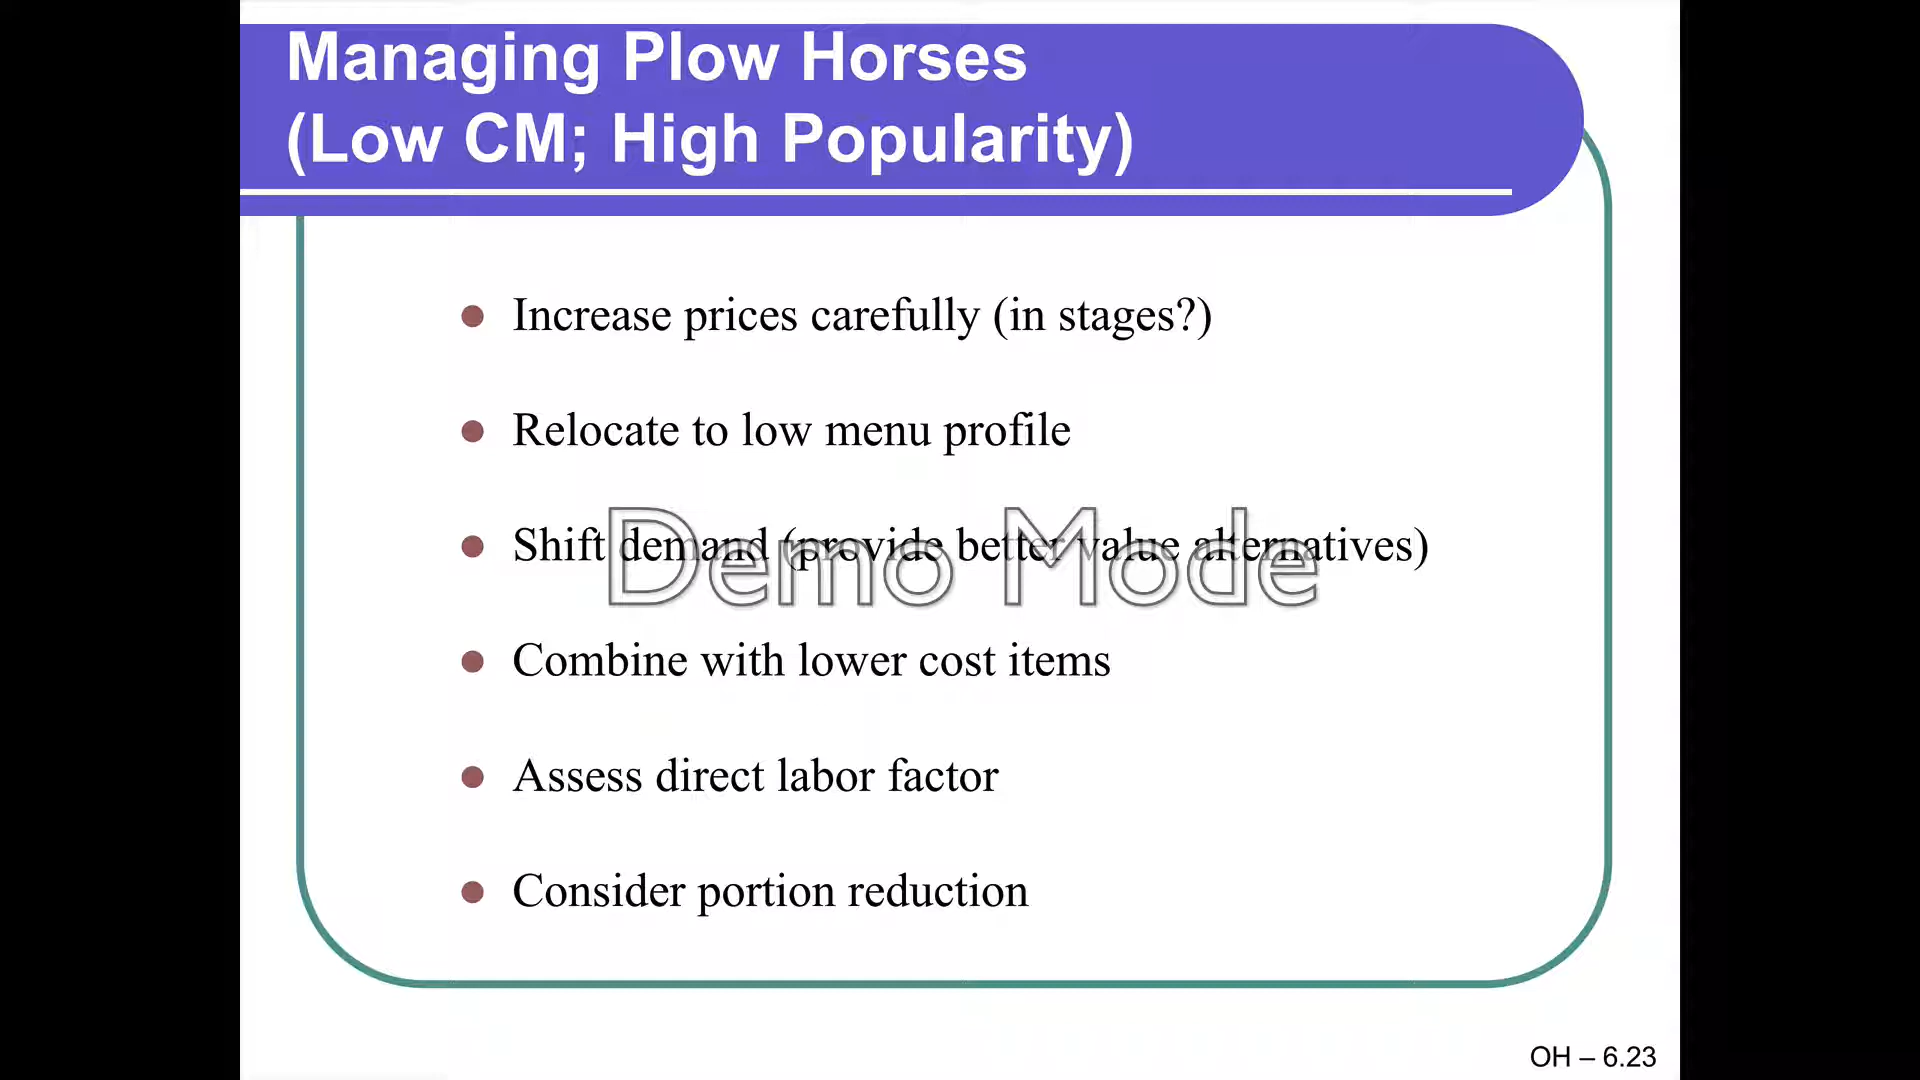 Managing Plow Horses
(Low CM; High Popularity)
Increase prices carefully (in stages?)
Relocate to low menu profile
Shift demand (provide better value alternatives)
Demo Mode
Combine with lower cost items
Assess direct labor factor
Consider portion reduction
OH – 6.23